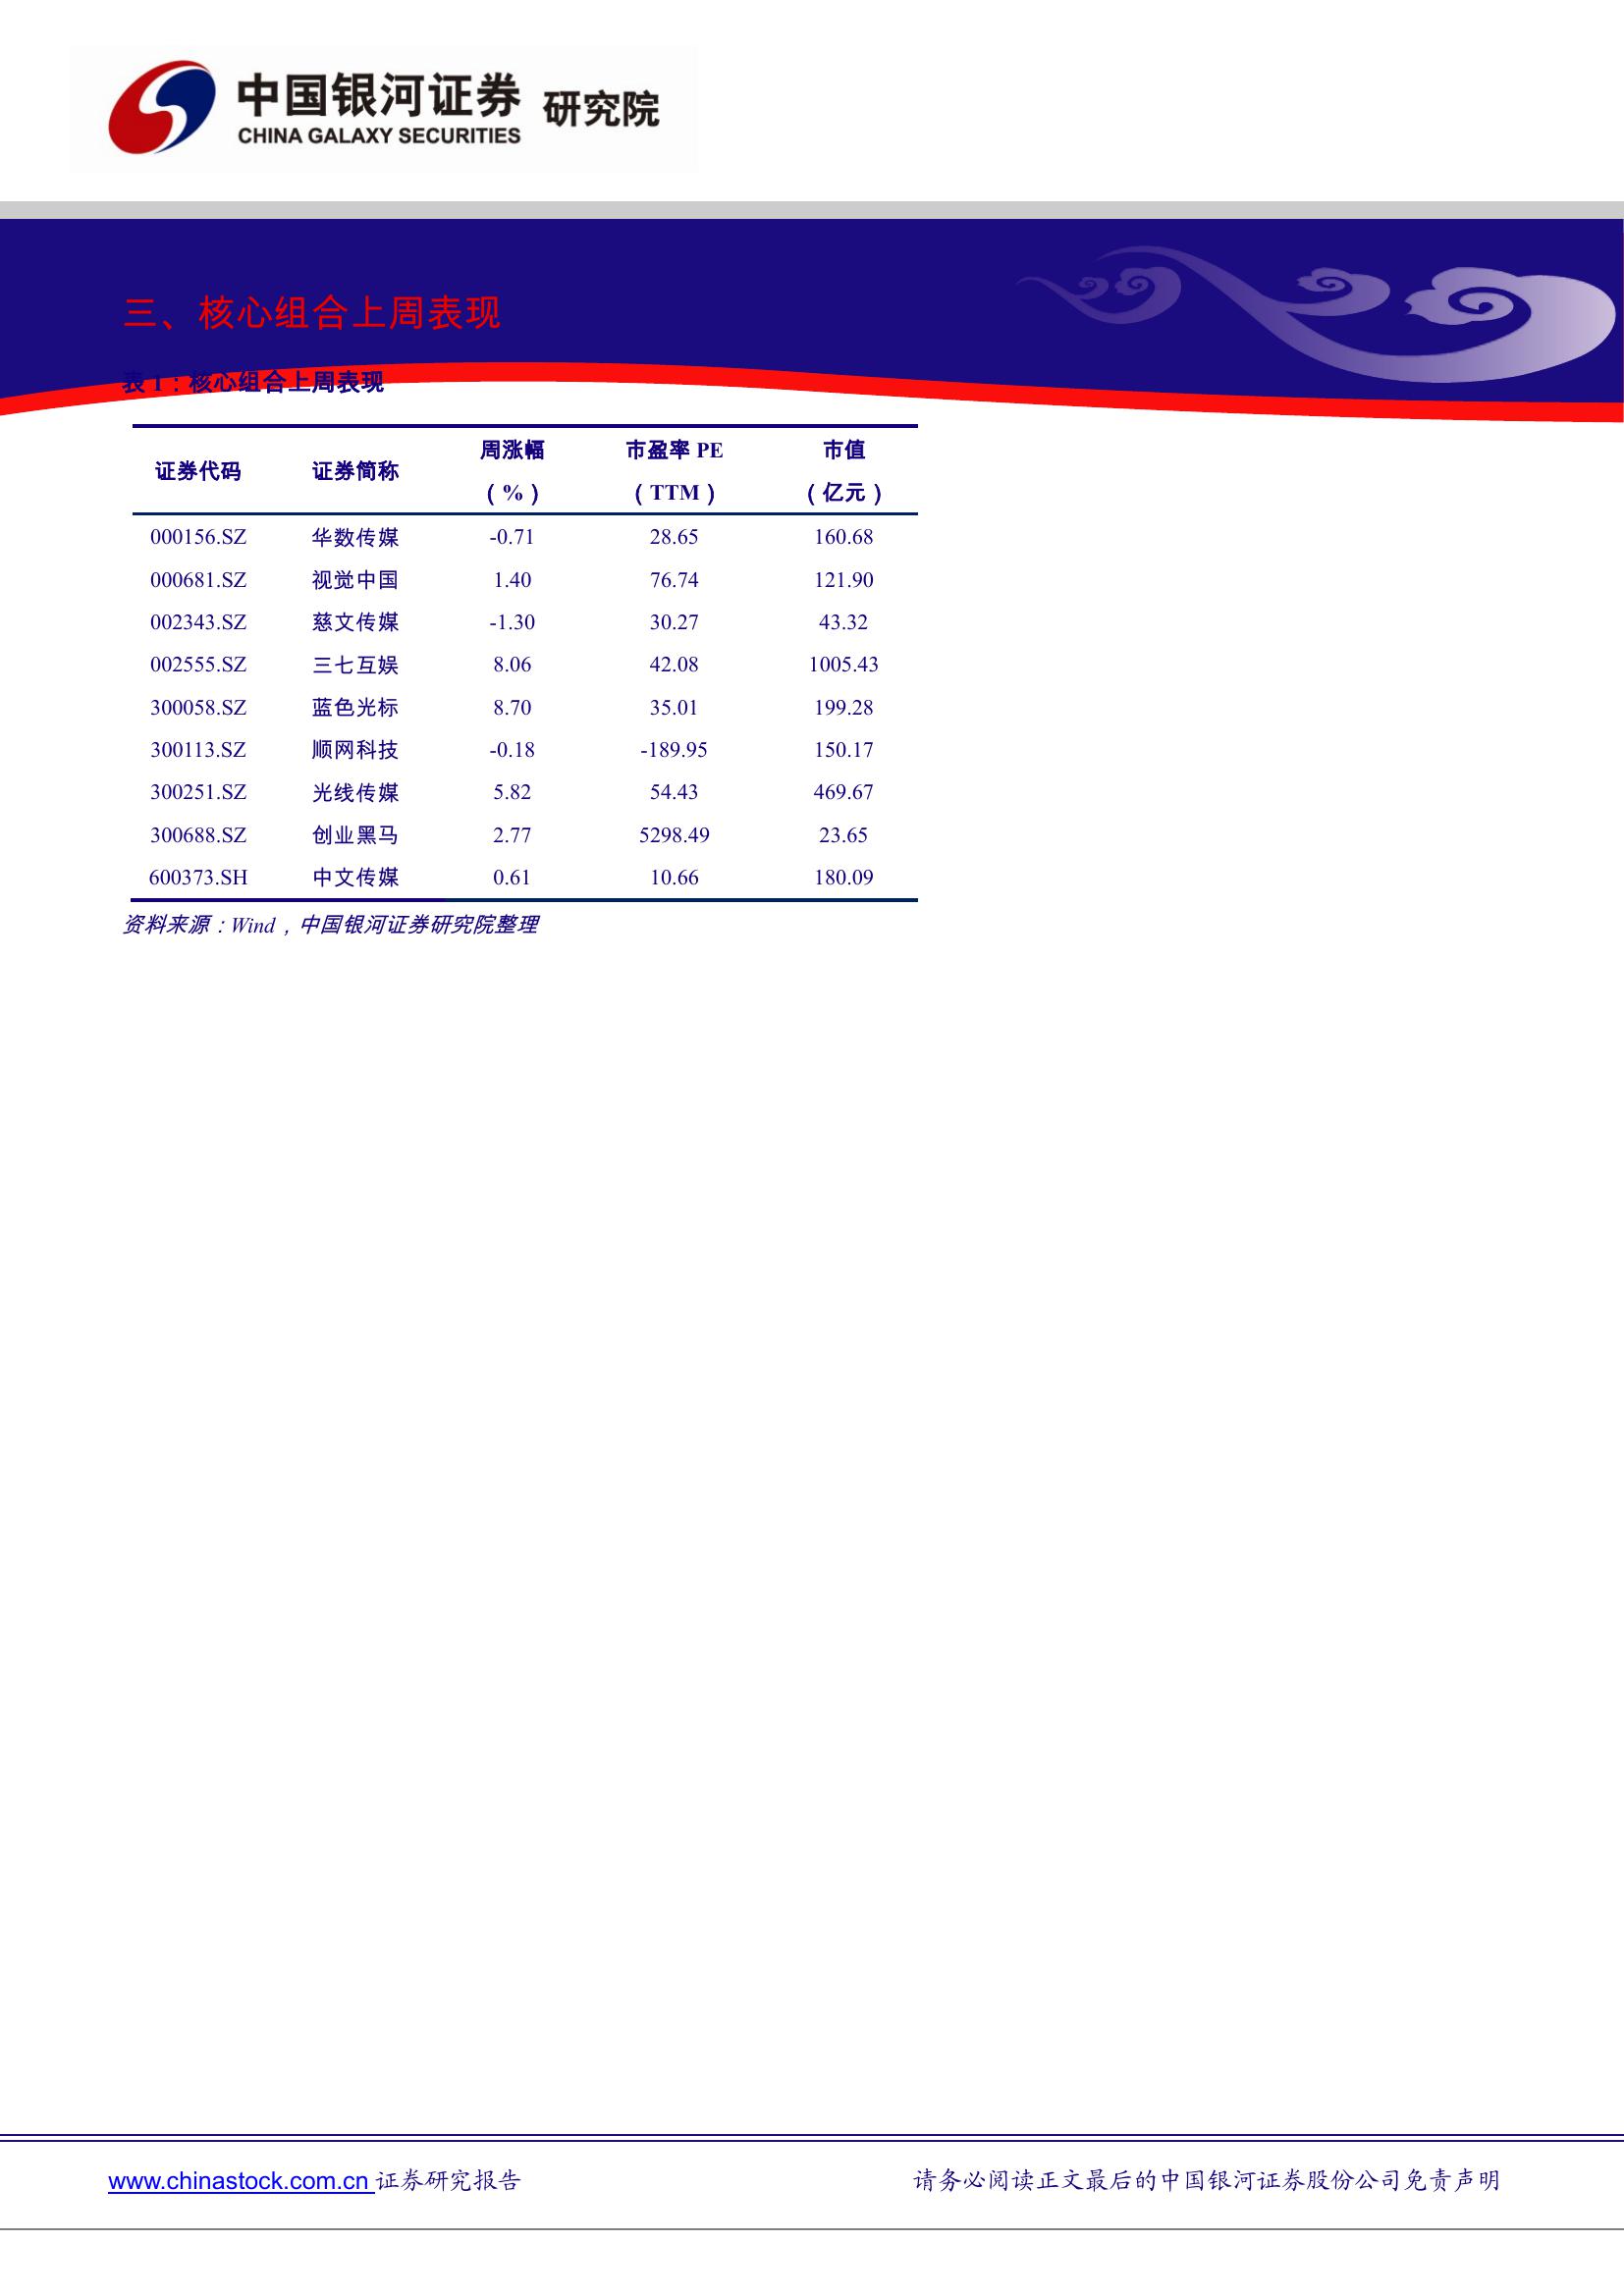 中国银河证券 研究院
CHINA GALAXY SECURITIES
三、核心组合上周表现
表 1：核心组合上周表现
证券代码 证券简称 周涨幅（%） 市盈率 PE（TTM） 市值（亿元）
000156.SZ 华数传媒 -0.71 28.65 160.68
000681.SZ 视觉中国 1.40 76.74 121.90
002343.SZ 慈文传媒 -1.30 30.27 43.32
002555.SZ 三七互娱 8.06 42.08 1005.43
300058.SZ 蓝色光标 8.70 35.01 199.28
300113.SZ 顺网科技 -0.18 -189.95 150.17
300251.SZ 光线传媒 5.82 54.43 469.67
300688.SZ 创业黑马 2.77 5298.49 23.65
600373.SH 中文传媒 0.61 10.66 180.09
资料来源：Wind，中国银河证券研究院整理
www.chinastock.com.cn 证券研究报告 请务必阅读正文最后的中国银河证券股份公司免责声明